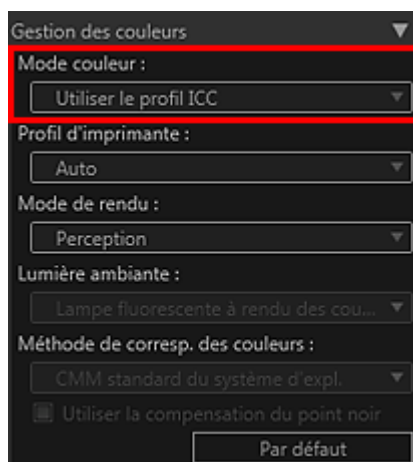 Gestion des couleurs
Mode couleur :
Utiliser le profil ICC
Profil d'imprimante :
Auto
Mode de rendu :
Perception
Lumière ambiante :
Lampe fluorescente à rendu des cou...
Méthode de corresp. des couleurs :
CMM standard du système d'expl.
Utiliser la compensation du point noir
Par défaut